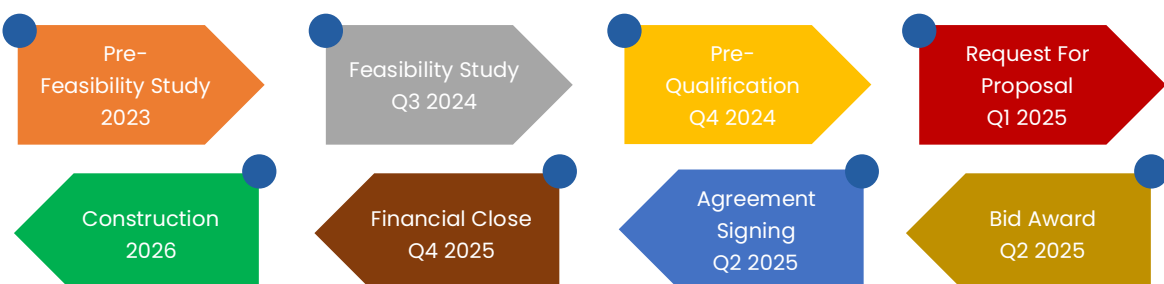 Pre-
Feasibility Study
2023
Feasibility Study
Q3 2024
Pre-
Qualification
Q4 2024
Request For
Proposal
Q1 2025
Bid Award
Q2 2025
Agreement
Signing
Q2 2025
Financial Close
Q4 2025
Construction
2026